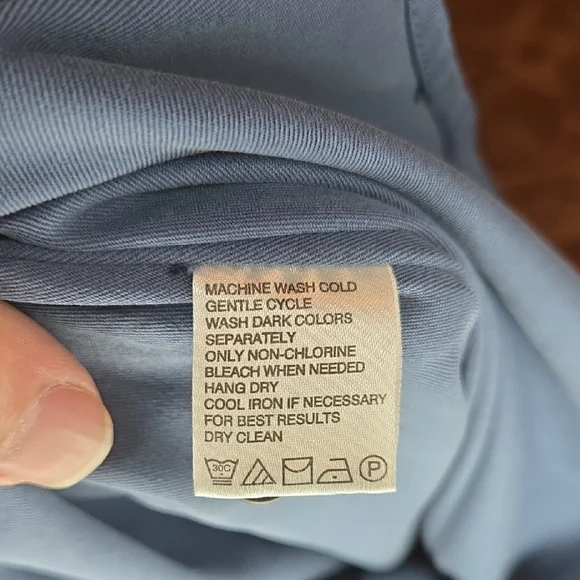 MACHINE WASH COLD
GENTLE CYCLE
WASH DARK COLORS
SEPARATELY
ONLY NON-CHLORINE
BLEACH WHEN NEEDED
HANG DRY
COOL IRON IF NECESSARY
FOR BEST RESULTS
DRY CLEAN
30C P